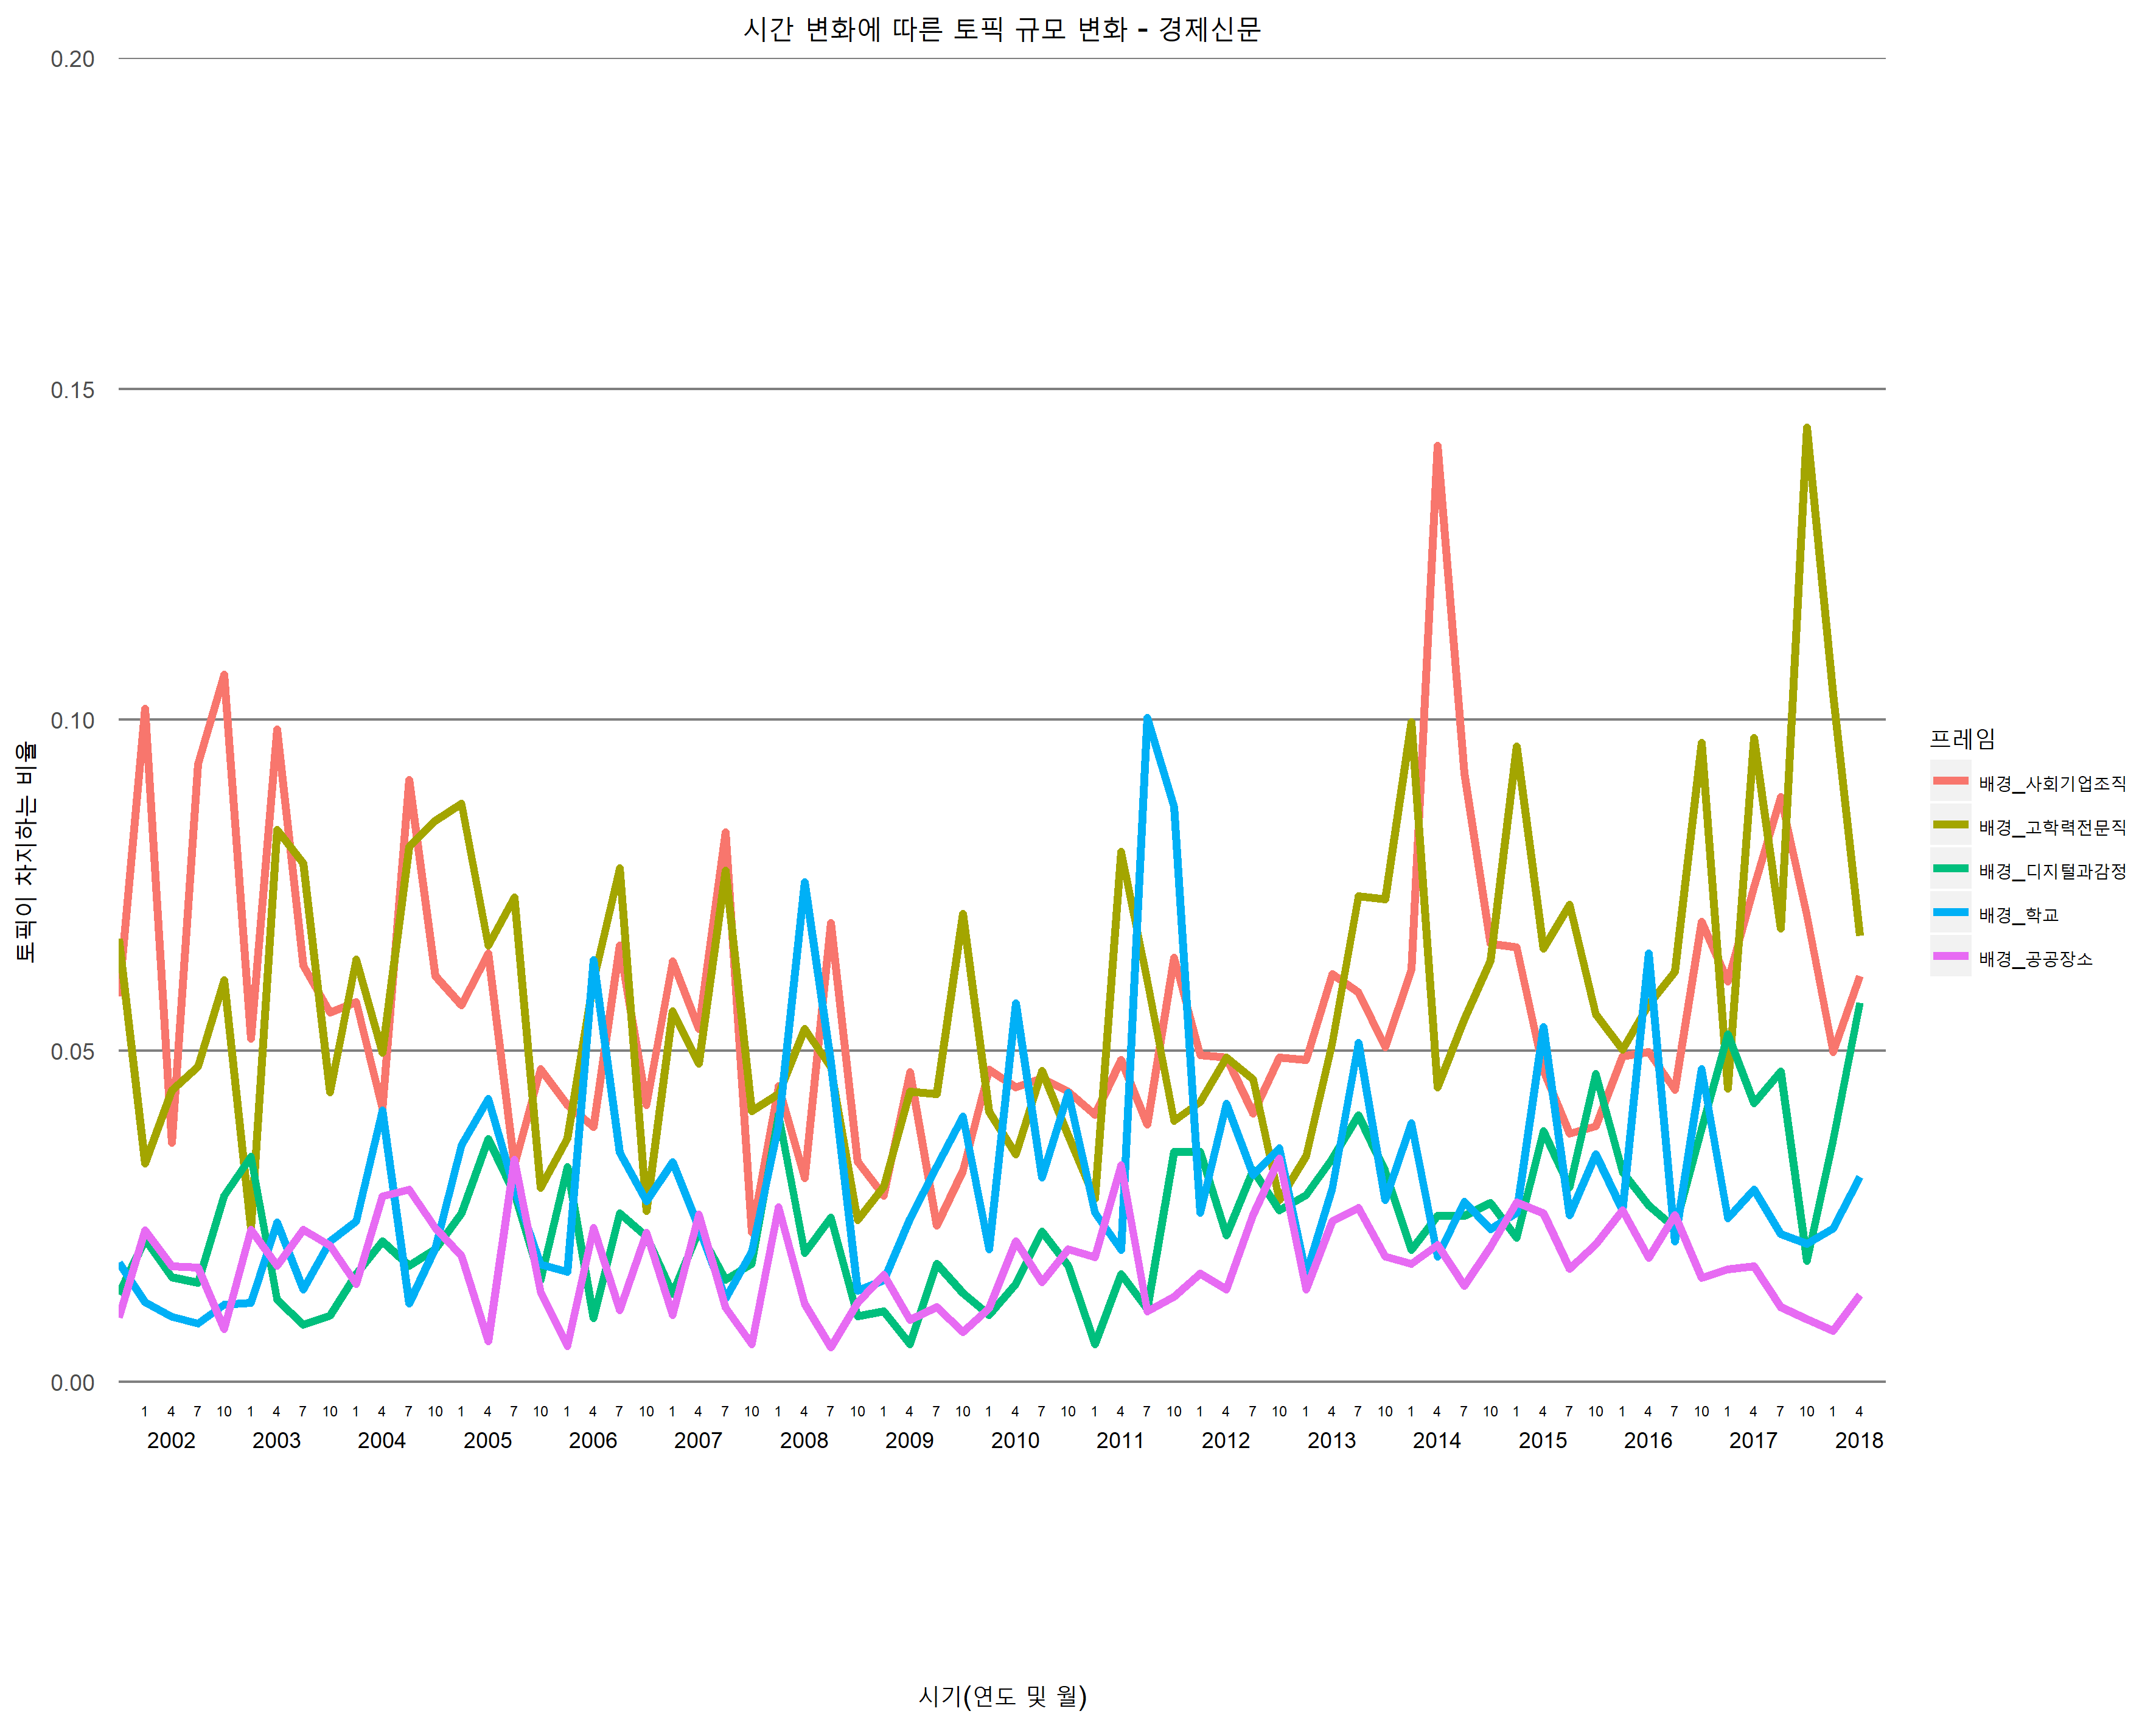 시간 변화에 따른 토픽 규모 변화 - 경제신문
0.20
0.15
0.10
0.05
0.00
토픽이 차지하는 비율
1 4 7 10 1 4 7 10 1 4 7 10 1 4 7 10 1 4 7 10 1 4 7 10 1 4 7 10 1 4 7 10 1 4 7 10 1 4 7 10 1 4 7 10 1 4 7 10 1 4 7 10 1 4 7 10 1 4 7 10 1 4 7 10 1 4
2002 2003 2004 2005 2006 2007 2008 2009 2010 2011 2012 2013 2014 2015 2016 2017 2018
시기(연도 및 월)
프레임
배경_사회기업조직
배경_고학력전문직
배경_디지털과감정
배경_학교
배경_공공장소